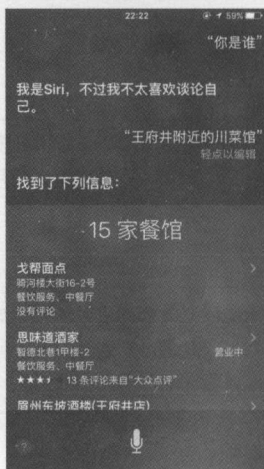 22:22 59%
“你是谁”
我是Siri，不过我不太喜欢谈论自
己。
“王府井附近的川菜馆”
轻点以编辑
找到了下列信息：
15 家餐馆
戈帮面点
骑河楼大街16-2号
餐饮服务、中餐厅
没有评论
思味道酒家
智德北巷1甲楼-2 营业中
餐饮服务、中餐厅
13 条评论来自“大众点评”
眉州东坡酒楼(王府井店)